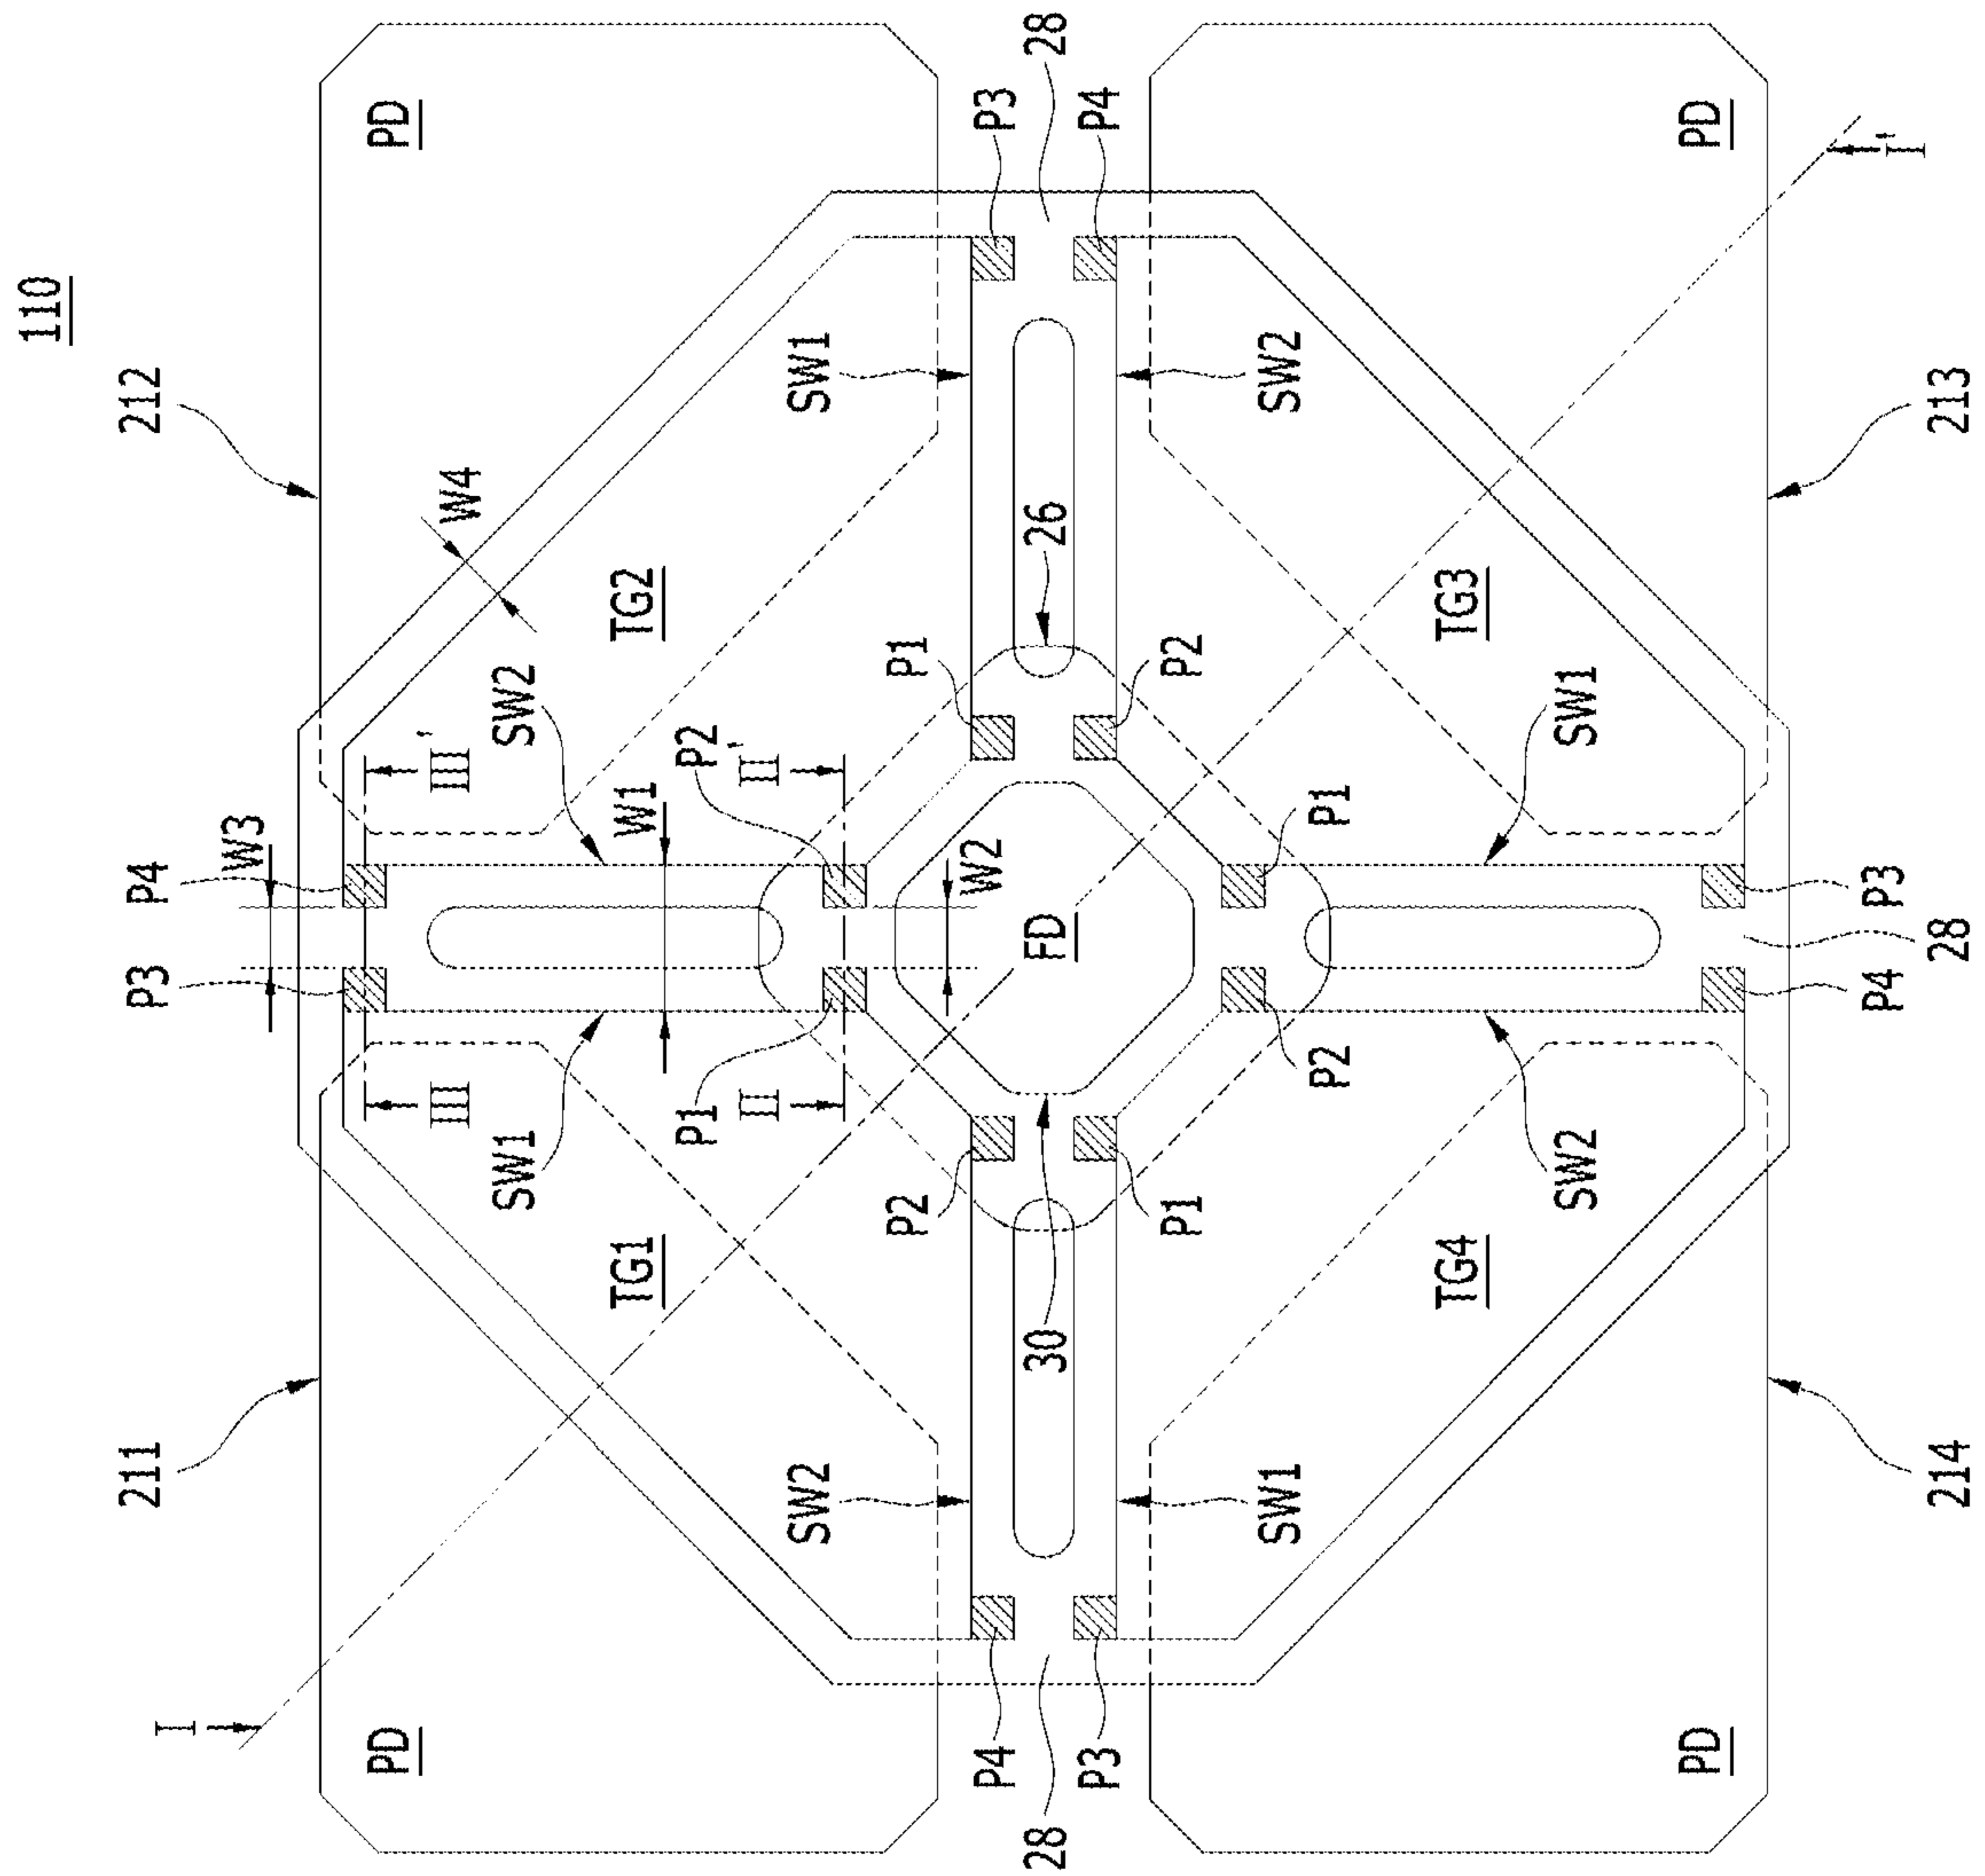 110
211
P3
P4
212
I
W3
PD
PD
III
III'
W4
SW1
SW2
TG1
W1
TG2
P1
P2
II
II'
SW2
SW1
P2
P1
W2
P4
P3
28
30
FD
26
28
P3
P4
P1
P2
SW1
SW2
P2
P1
TG4
TG3
SW2
SW1
PD
PD
P4
P3
I'
214
28
213